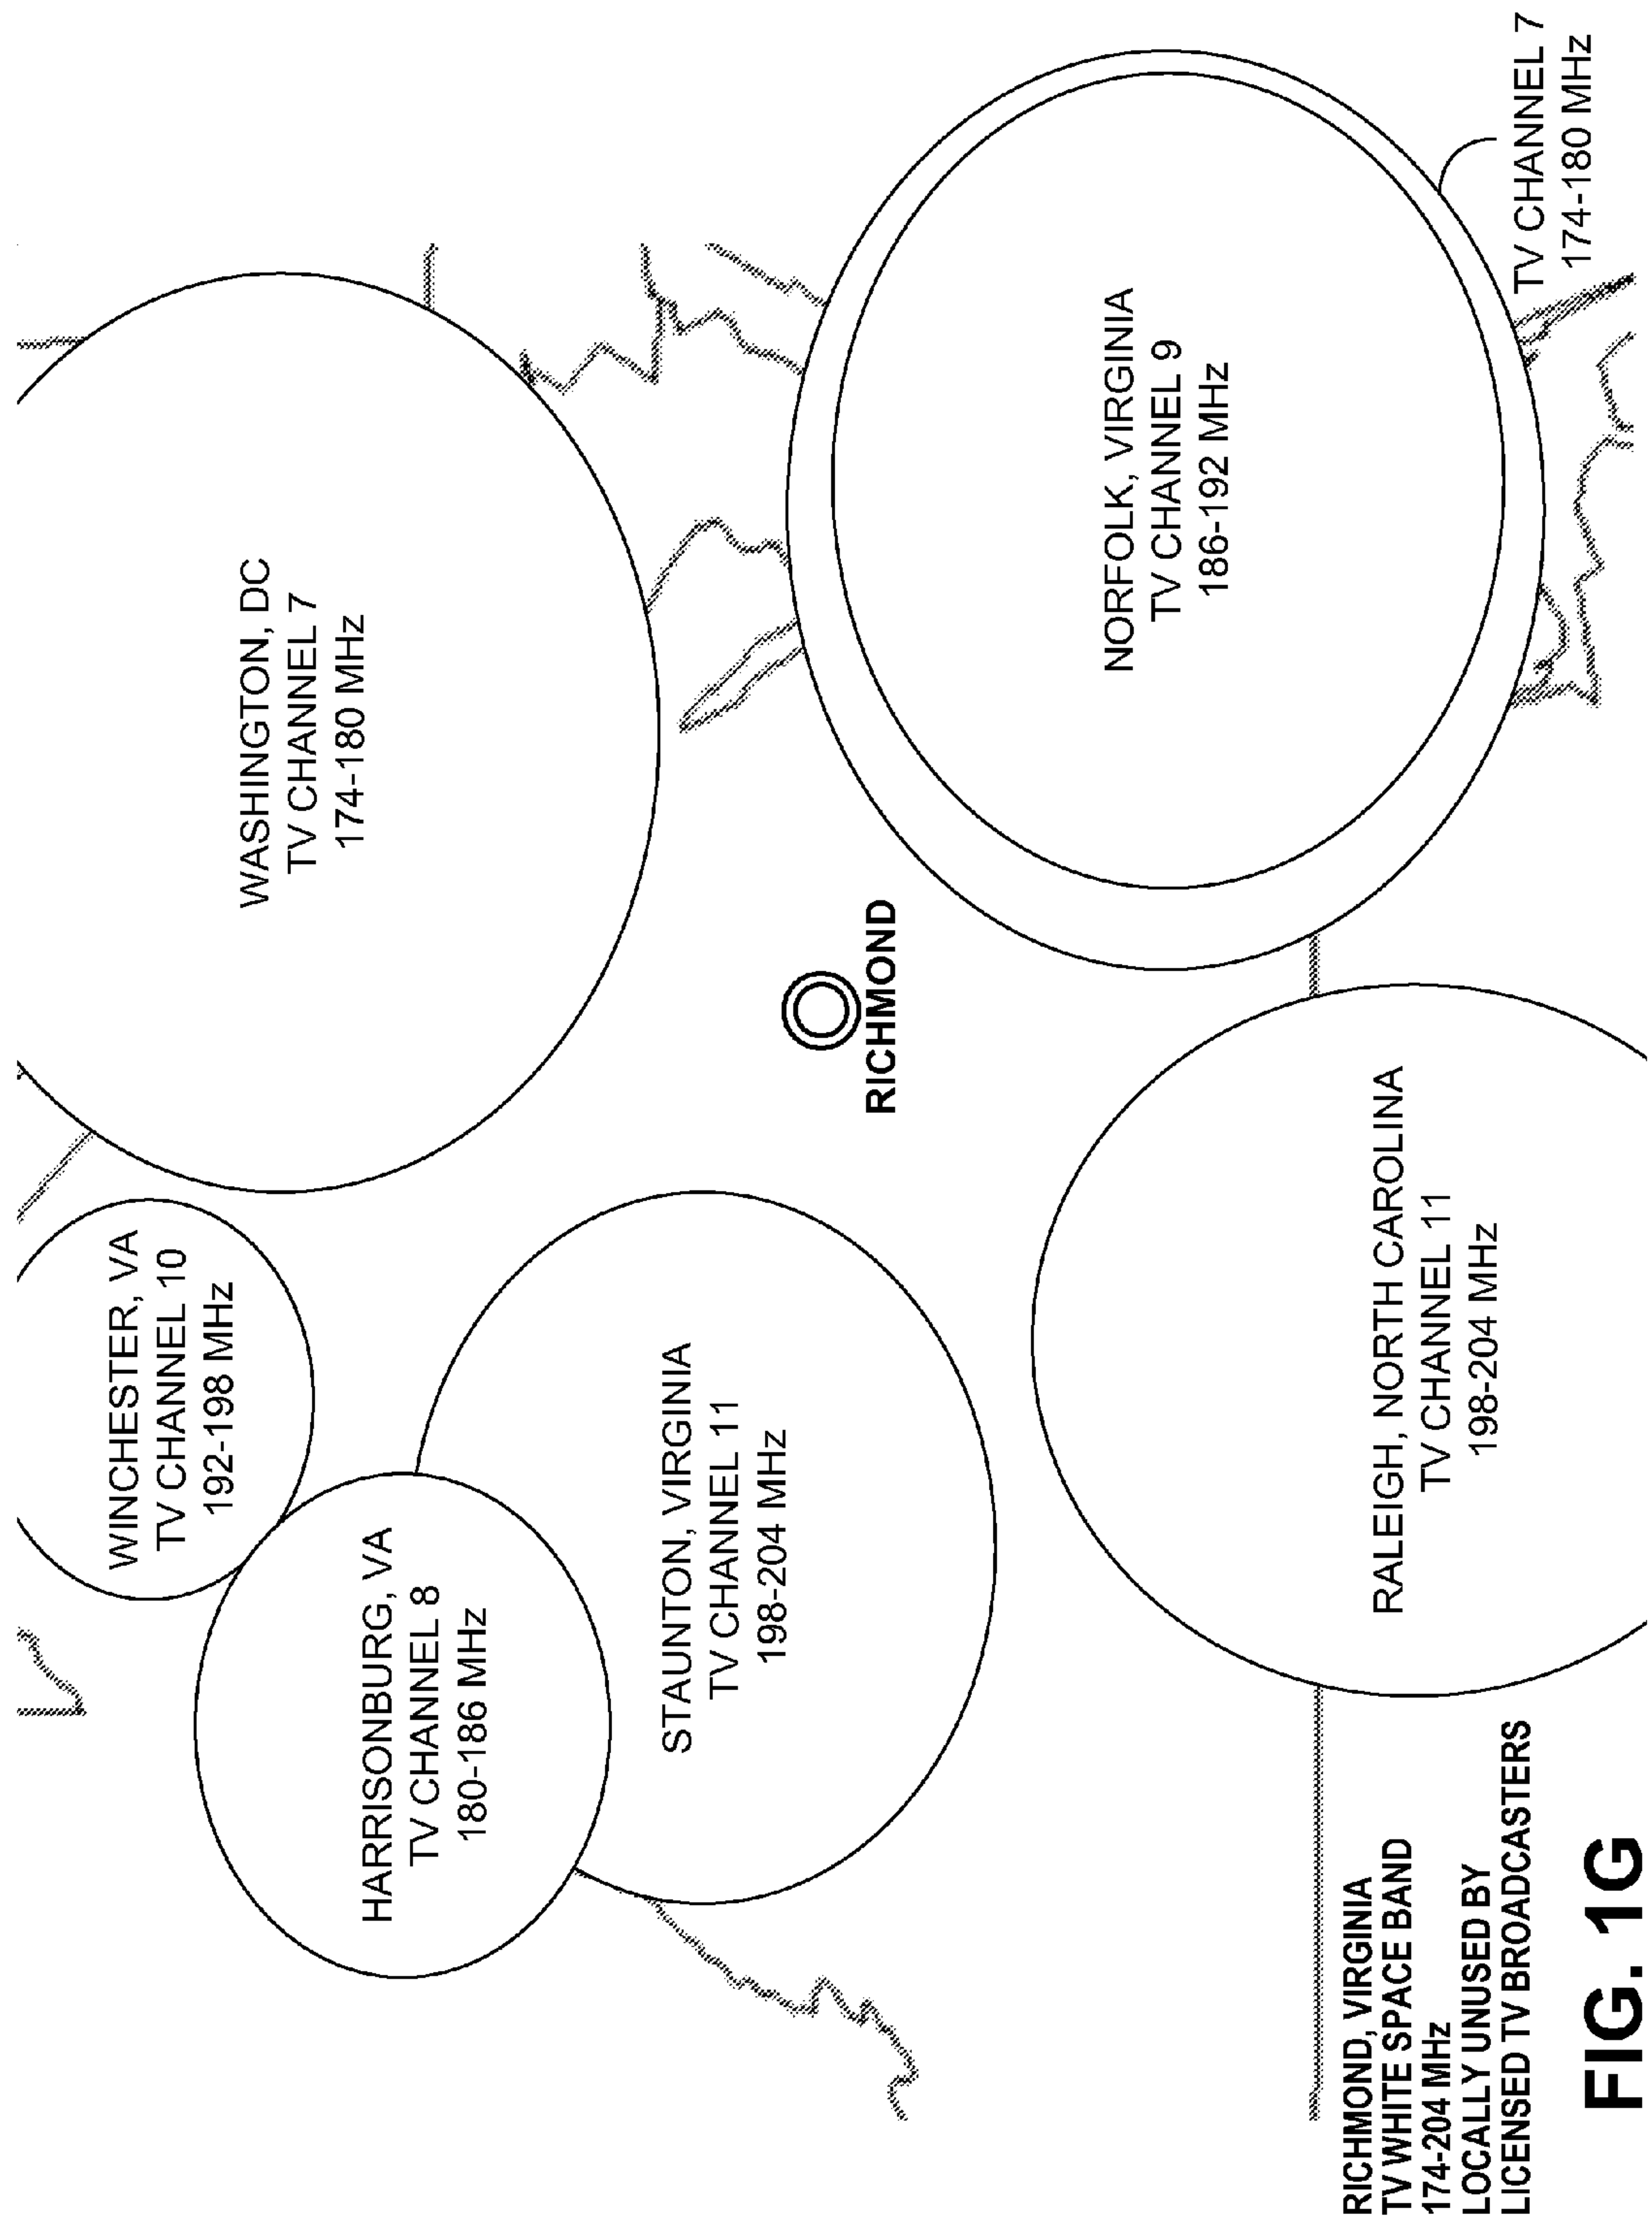 WINCHESTER, VA
TV CHANNEL 10
192-198 MHz
WASHINGTON, DC
TV CHANNEL 7
174-180 MHz
HARRISONBURG, VA
TV CHANNEL 8
180-186 MHz
STAUNTON, VIRGINIA
TV CHANNEL 11
198-204 MHz
RICHMOND
NORFOLK, VIRGINIA
TV CHANNEL 9
186-192 MHz
RALEIGH, NORTH CAROLINA
TV CHANNEL 11
198-204 MHz
TV CHANNEL 7
174-180 MHz
RICHMOND, VIRGINIA
TV WHITE SPACE BAND
174-204 MHz
LOCALLY UNUSED BY
LICENSED TV BROADCASTERS
FIG. 1G